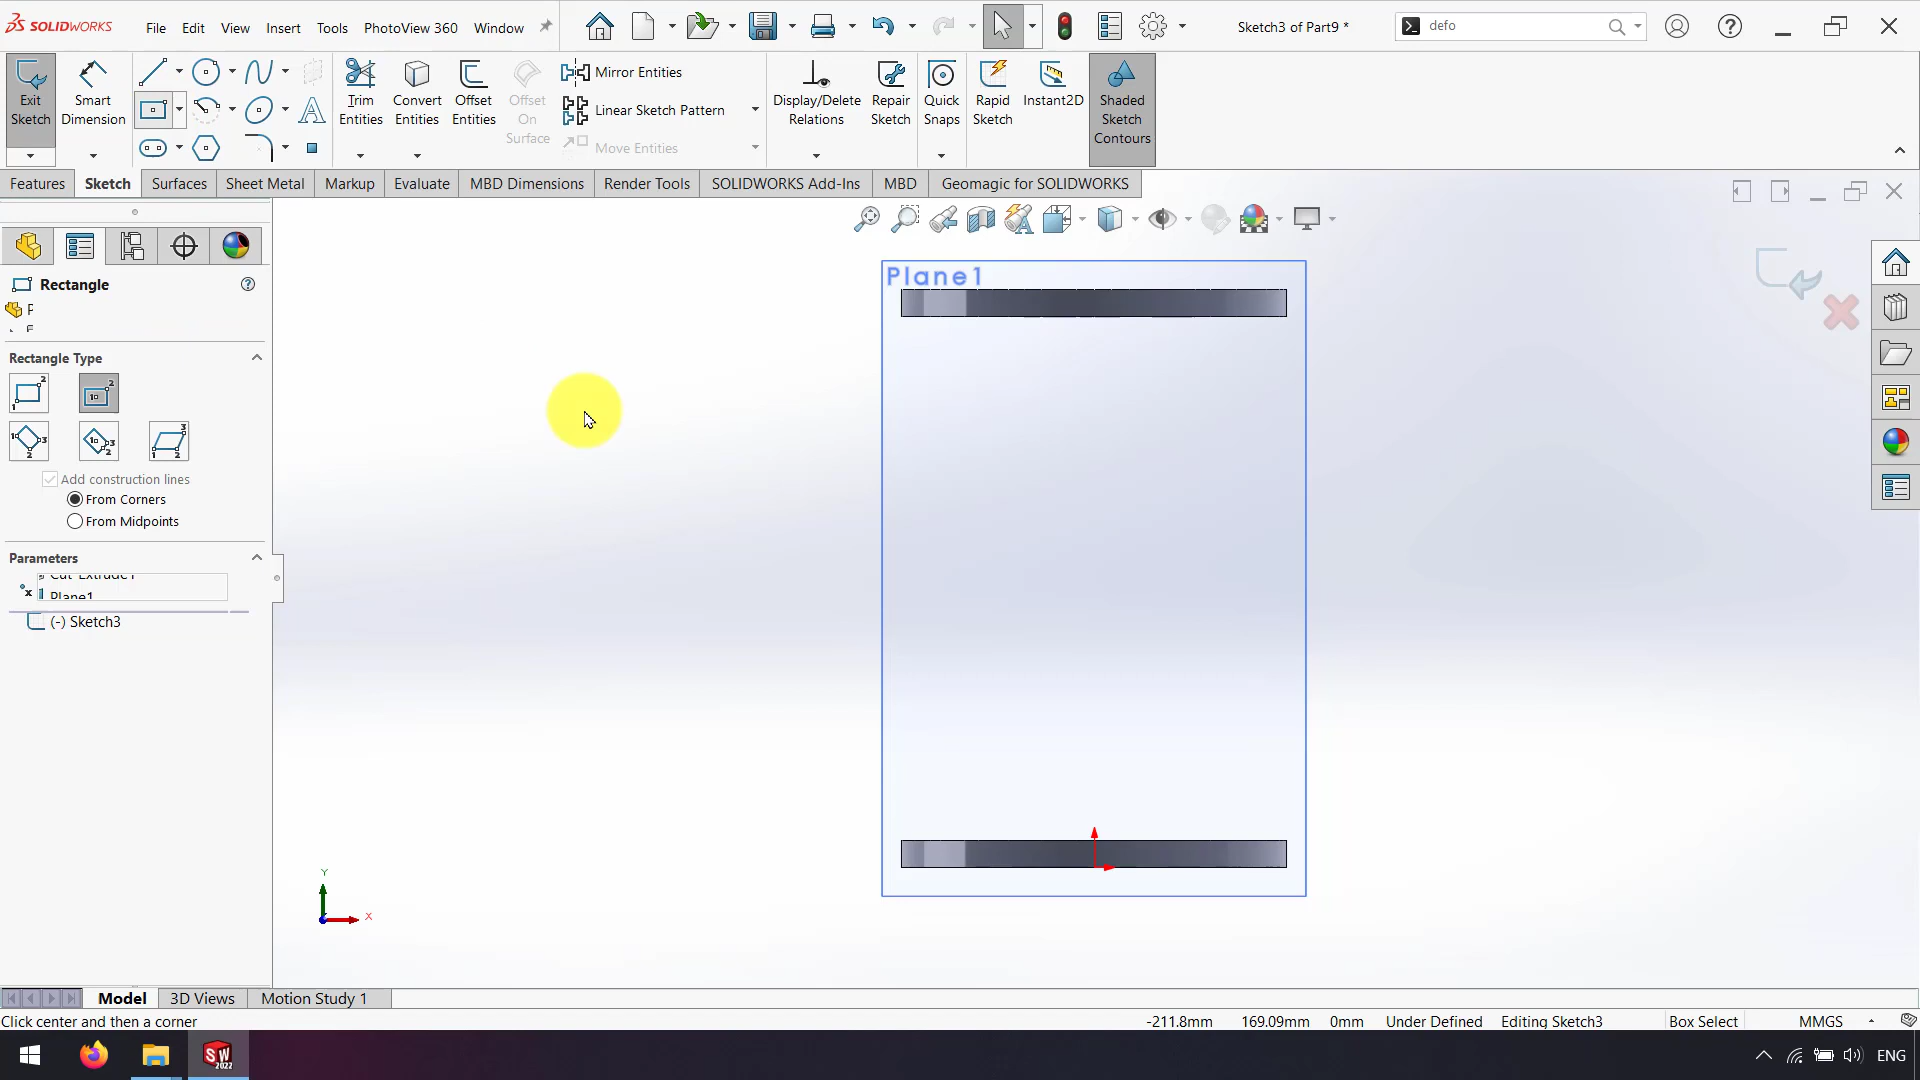 SOLIDWORKS File Edit View Insert Tools PhotoView 360 Window Sketch3 of Part9 * defo
Exit Sketch
Smart Dimension
Trim Entities
Convert Entities
Offset Entities
Offset On Surface
Mirror Entities
Linear Sketch Pattern
Move Entities
Display/Delete Relations
Repair Sketch
Quick Snaps
Rapid Sketch
Instant2D
Shaded Sketch Contours
Features Sketch Surfaces Sheet Metal Markup Evaluate MBD Dimensions Render Tools SOLIDWORKS Add-Ins MBD Geomagic for SOLIDWORKS
Rectangle
Rectangle Type
Add construction lines
From Corners
From Midpoints
Parameters
Cut-Extrude1
Plane1
(-) Sketch3
Plane1
Y
X
Model 3D Views Motion Study 1
Click center and then a corner -211.8mm 169.09mm 0mm Under Defined Editing Sketch3 Box Select MMGS
SW 2022 ENG